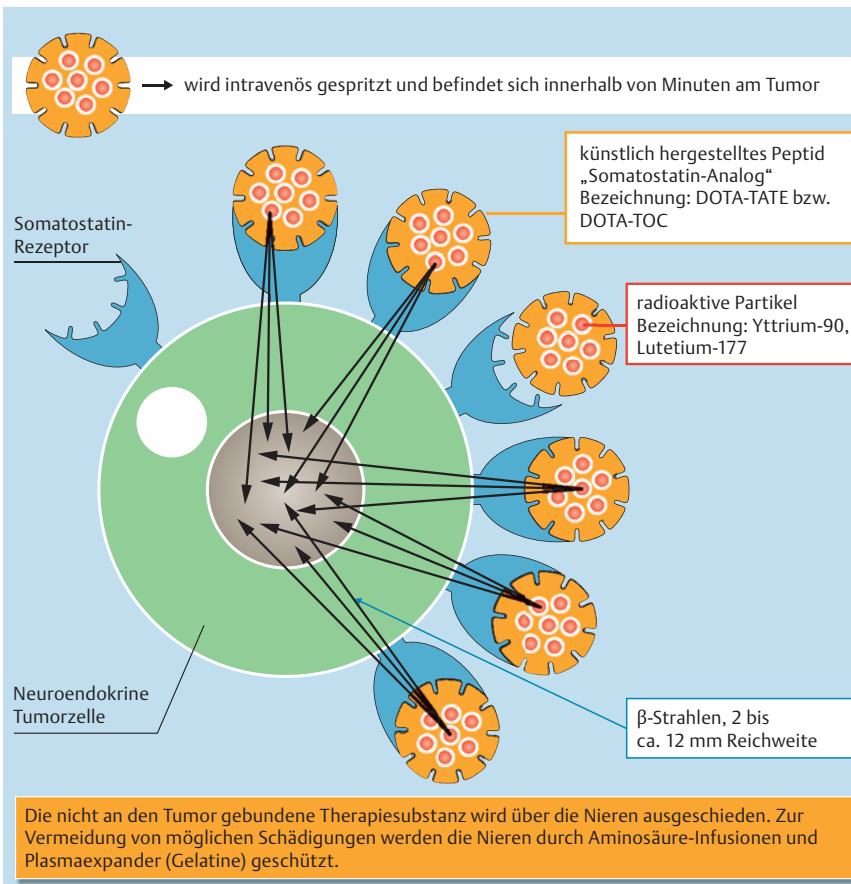 wird intravenös gespritzt und befindet sich innerhalb von Minuten am Tumor
künstlich hergestelltes Peptid
„Somatostatin-Analog“
Bezeichnung: DOTA-TATE bzw.
DOTA-TOC
Somatostatin-
Rezeptor
radioaktive Partikel
Bezeichnung: Yttrium-90,
Lutetium-177
Neuroendokrine
Tumorzelle
β-Strahlen, 2 bis
ca. 12 mm Reichweite
Die nicht an den Tumor gebundene Therapiesubstanz wird über die Nieren ausgeschieden. Zur
Vermeidung von möglichen Schädigungen werden die Nieren durch Aminosäure-Infusionen und
Plasmaexpander (Gelatine) geschützt.